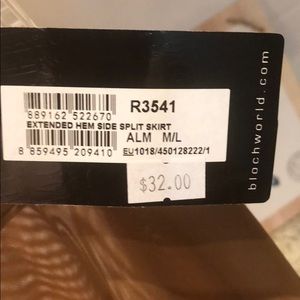 R3541
889162 522670
EXTENDED HEM SIDE SPLIT SKIRT
ALM M/L
8 859495 209410
EU1018/450128222/1
$32.00
blochworld.com